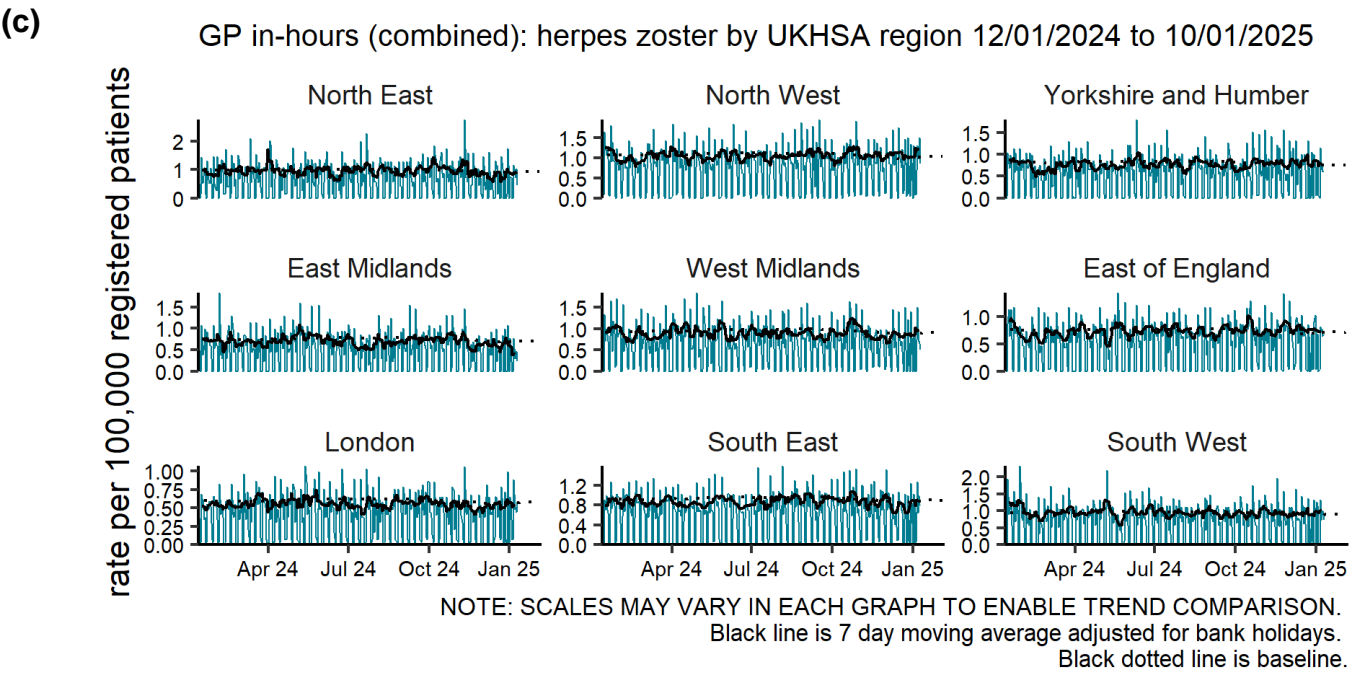 (c)
GP in-hours (combined): herpes zoster by UKHSA region 12/01/2024 to 10/01/2025
rate per 100,000 registered patients
North East
2
1
0
North West
1.5
1.0
0.5
0.0
Yorkshire and Humber
1.5
1.0
0.5
0.0
East Midlands
1.5
1.0
0.5
0.0
West Midlands
1.5
1.0
0.5
0.0
East of England
1.0
0.5
0.0
London
1.00
0.75
0.50
0.25
0.00
Apr 24 Jul 24 Oct 24 Jan 25
South East
1.2
0.8
0.4
0.0
Apr 24 Jul 24 Oct 24 Jan 25
South West
2.0
1.5
1.0
0.5
0.0
Apr 24 Jul 24 Oct 24 Jan 25
NOTE: SCALES MAY VARY IN EACH GRAPH TO ENABLE TREND COMPARISON.
Black line is 7 day moving average adjusted for bank holidays.
Black dotted line is baseline.